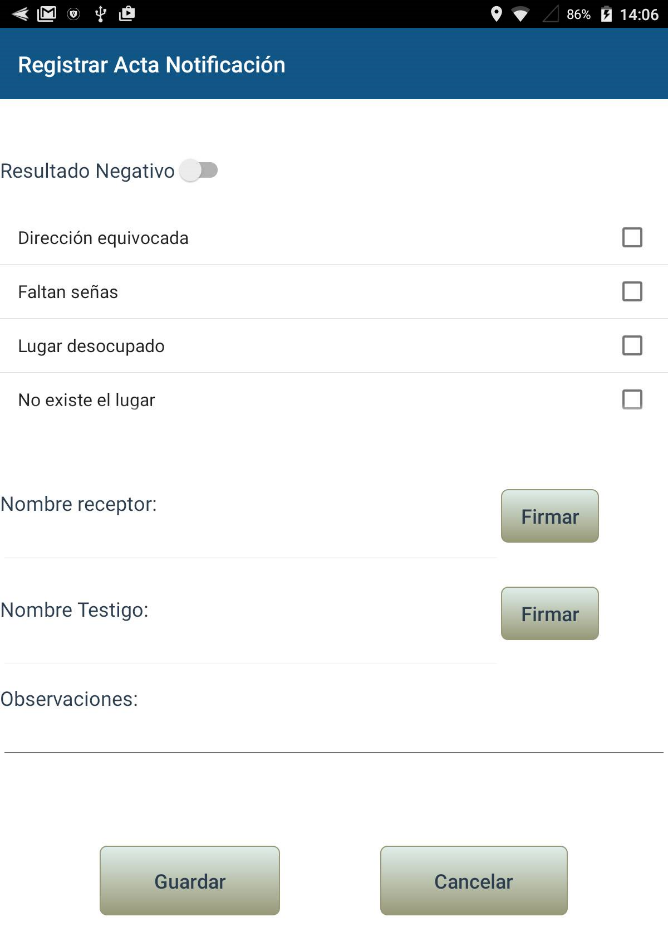 86% 14:06
Registrar Acta Notificación
Resultado Negativo
Dirección equivocada
Faltan señas
Lugar desocupado
No existe el lugar
Nombre receptor:
Firmar
Nombre Testigo:
Firmar
Observaciones:
Guardar Cancelar